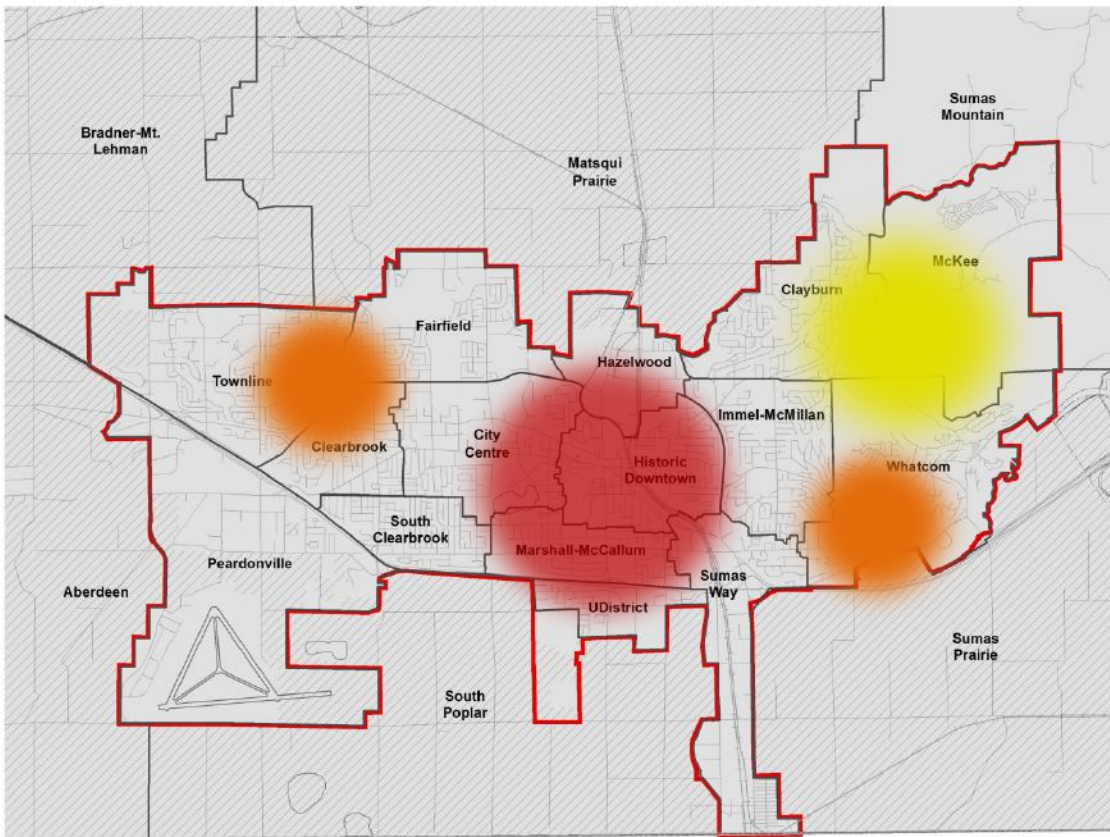 Sumas
Mountain
Bradner-Mt.
Lehman
Matsqui
Prairie
McKee
Clayburn
Fairfield
Hazelwood
Townline
Immel-McMillan
City
Centre
Clearbrook
Historic
Downtown
Whatcom
South
Clearbrook
Marshall-McCallum
Peardonville
Sumas
Way
Aberdeen
UDistrict
Sumas
Prairie
South
Poplar